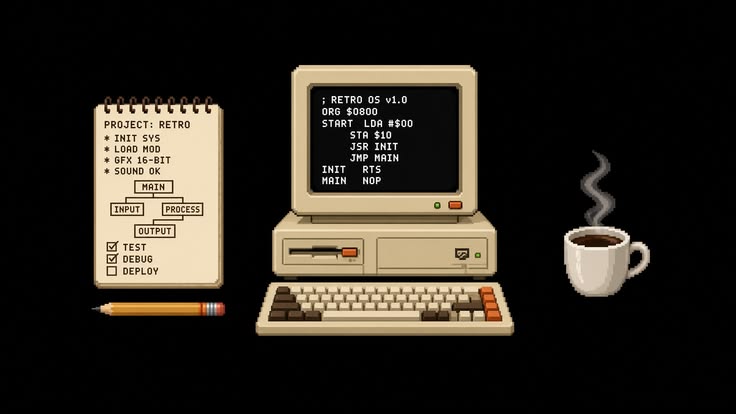 PROJECT: RETRO
* INIT SYS
* LOAD MOD
* GFX 16-BIT
* SOUND OK
MAIN
INPUT PROCESS
OUTPUT
TEST
DEBUG
DEPLOY
; RETRO OS v1.0
ORG $0800
START LDA #$00
STA $10
JSR INIT
JMP MAIN
INIT RTS
MAIN NOP